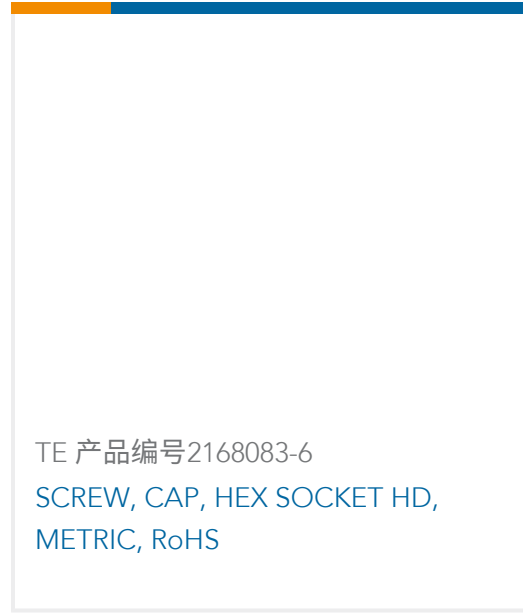 TE 产品编号2168083-6
SCREW, CAP, HEX SOCKET HD,
METRIC, RoHS